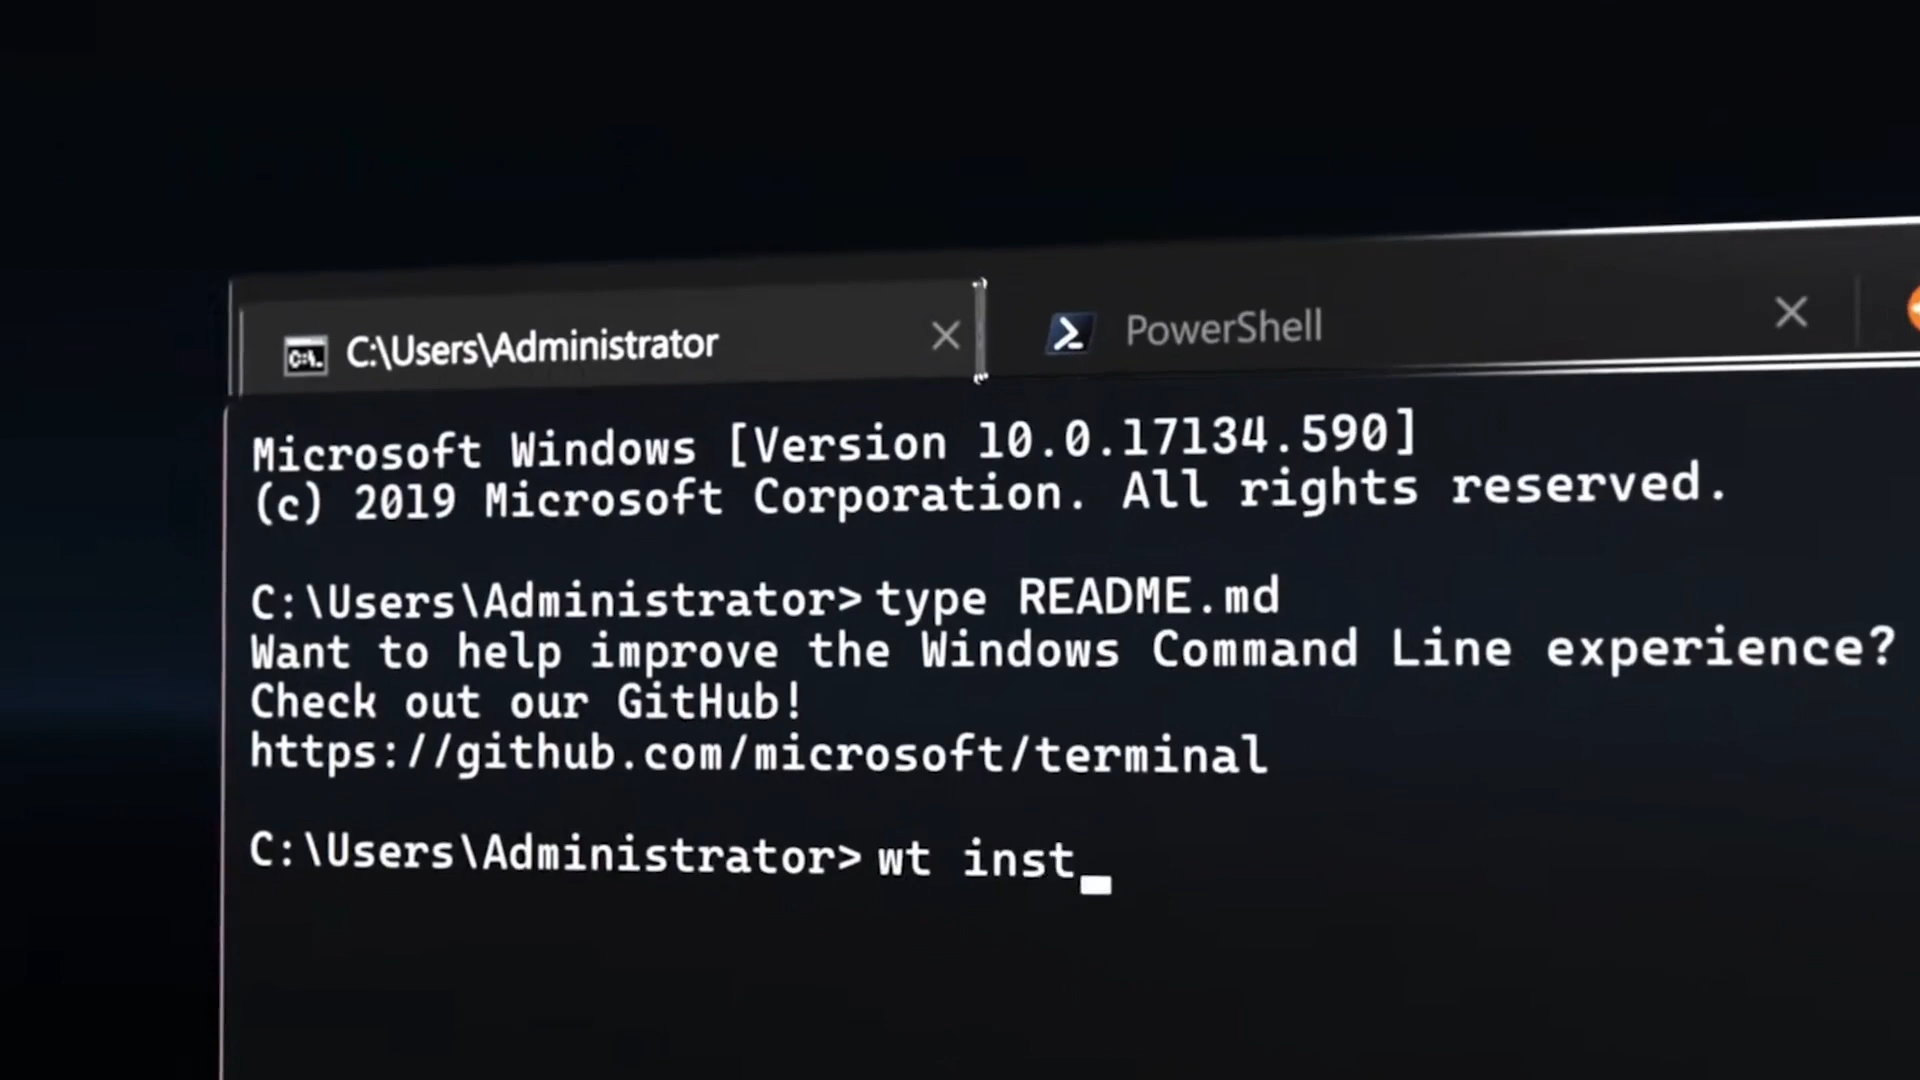 C:\Users\Administrator
PowerShell
Microsoft Windows [Version 10.0.17134.590]
(c) 2019 Microsoft Corporation. All rights reserved.
C:\Users\Administrator>type README.md
Want to help improve the Windows Command Line experience?
Check out our GitHub!
https://github.com/microsoft/terminal
C:\Users\Administrator>wt inst